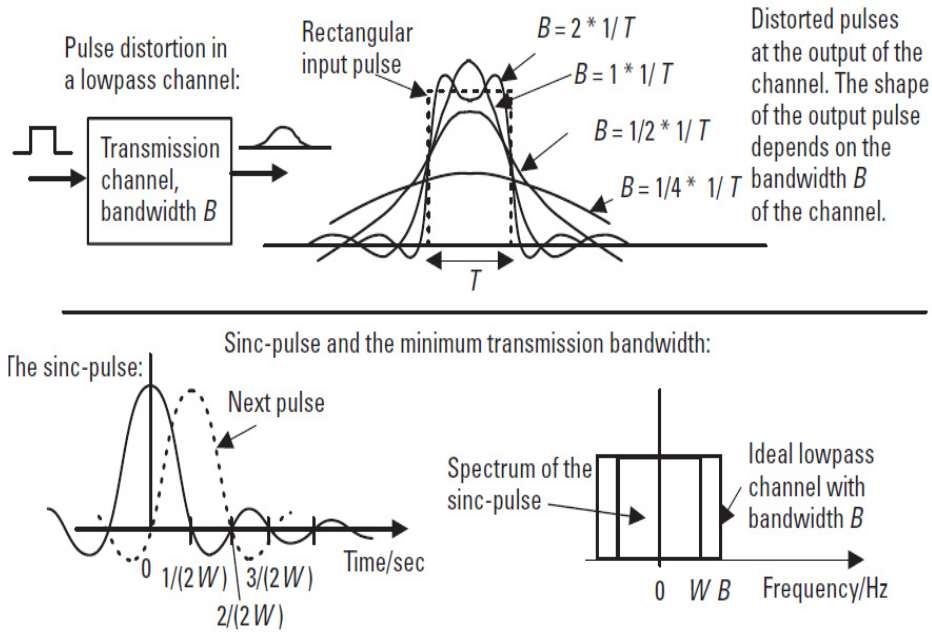 Pulse distortion in
a lowpass channel:
Transmission
channel,
bandwidth B
Rectangular
input pulse
B = 2 * 1/ T
B = 1 * 1/ T
B = 1/2 * 1/ T
B = 1/4 * 1/ T
T
Distorted pulses
at the output of the
channel. The shape
of the output pulse
depends on the
bandwidth B
of the channel.
Sinc-pulse and the minimum transmission bandwidth:
The sinc-pulse:
Next pulse
0
1/(2W)
3/(2W)
2/(2W)
Time/sec
Spectrum of the
sinc-pulse
Ideal lowpass
channel with
bandwidth B
0 W B
Frequency/Hz